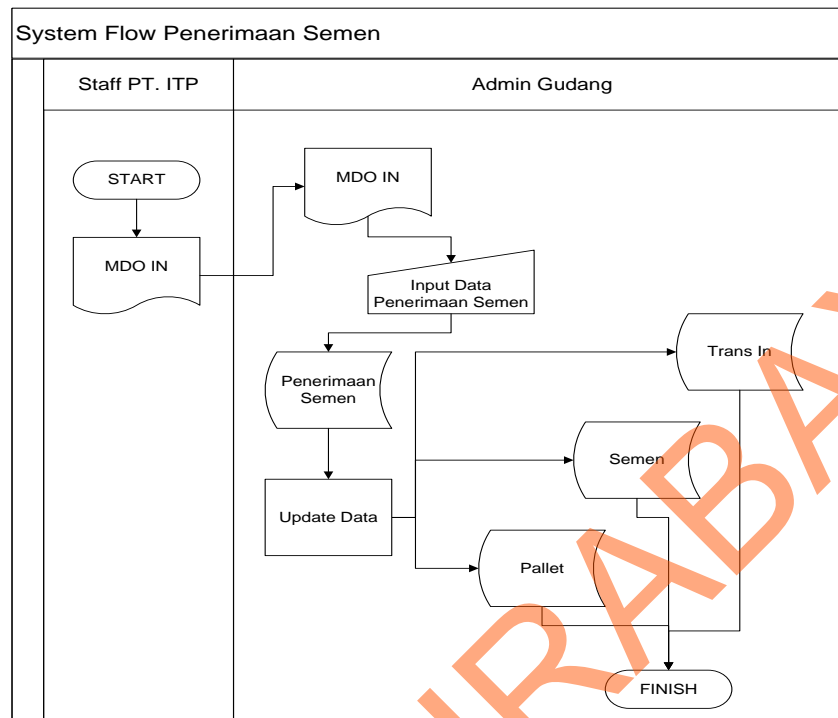 System Flow Penerimaan Semen
Staff PT. ITP
Admin Gudang
START
MDO IN
MDO IN
Input Data
Penerimaan Semen
Trans In
Penerimaan
Semen
Semen
Update Data
Pallet
FINISH